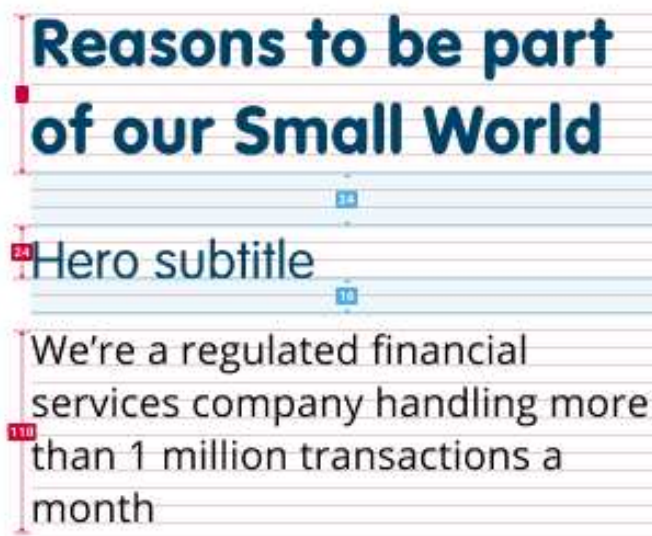 Reasons to be part
of our Small World
24
24
Hero subtitle
16
We're a regulated financial
services company handling more
110
than 1 million transactions a
month